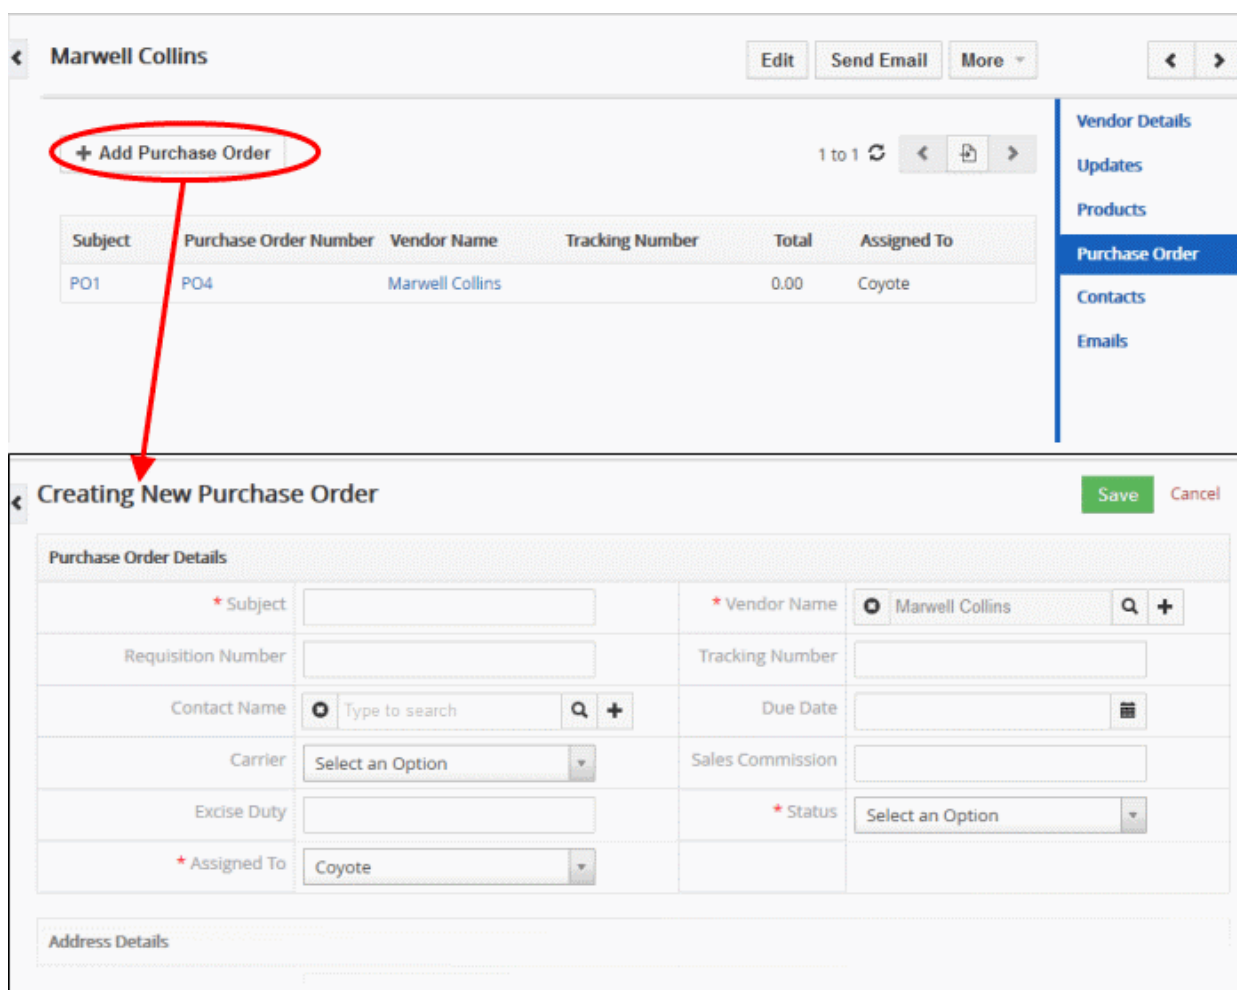 Marwell Collins Edit Send Email More
Vendor Details
+ Add Purchase Order 1 to 1
Updates
Products
Subject Purchase Order Number Vendor Name Tracking Number Total Assigned To
Purchase Order
PO1 PO4 Marwell Collins 0.00 Coyote
Contacts
Emails
Creating New Purchase Order Save Cancel
Purchase Order Details
* Subject * Vendor Name Marwell Collins
Requisition Number Tracking Number
Contact Name Type to search Due Date
Carrier Select an Option Sales Commission
Excise Duty * Status Select an Option
* Assigned To Coyote
Address Details